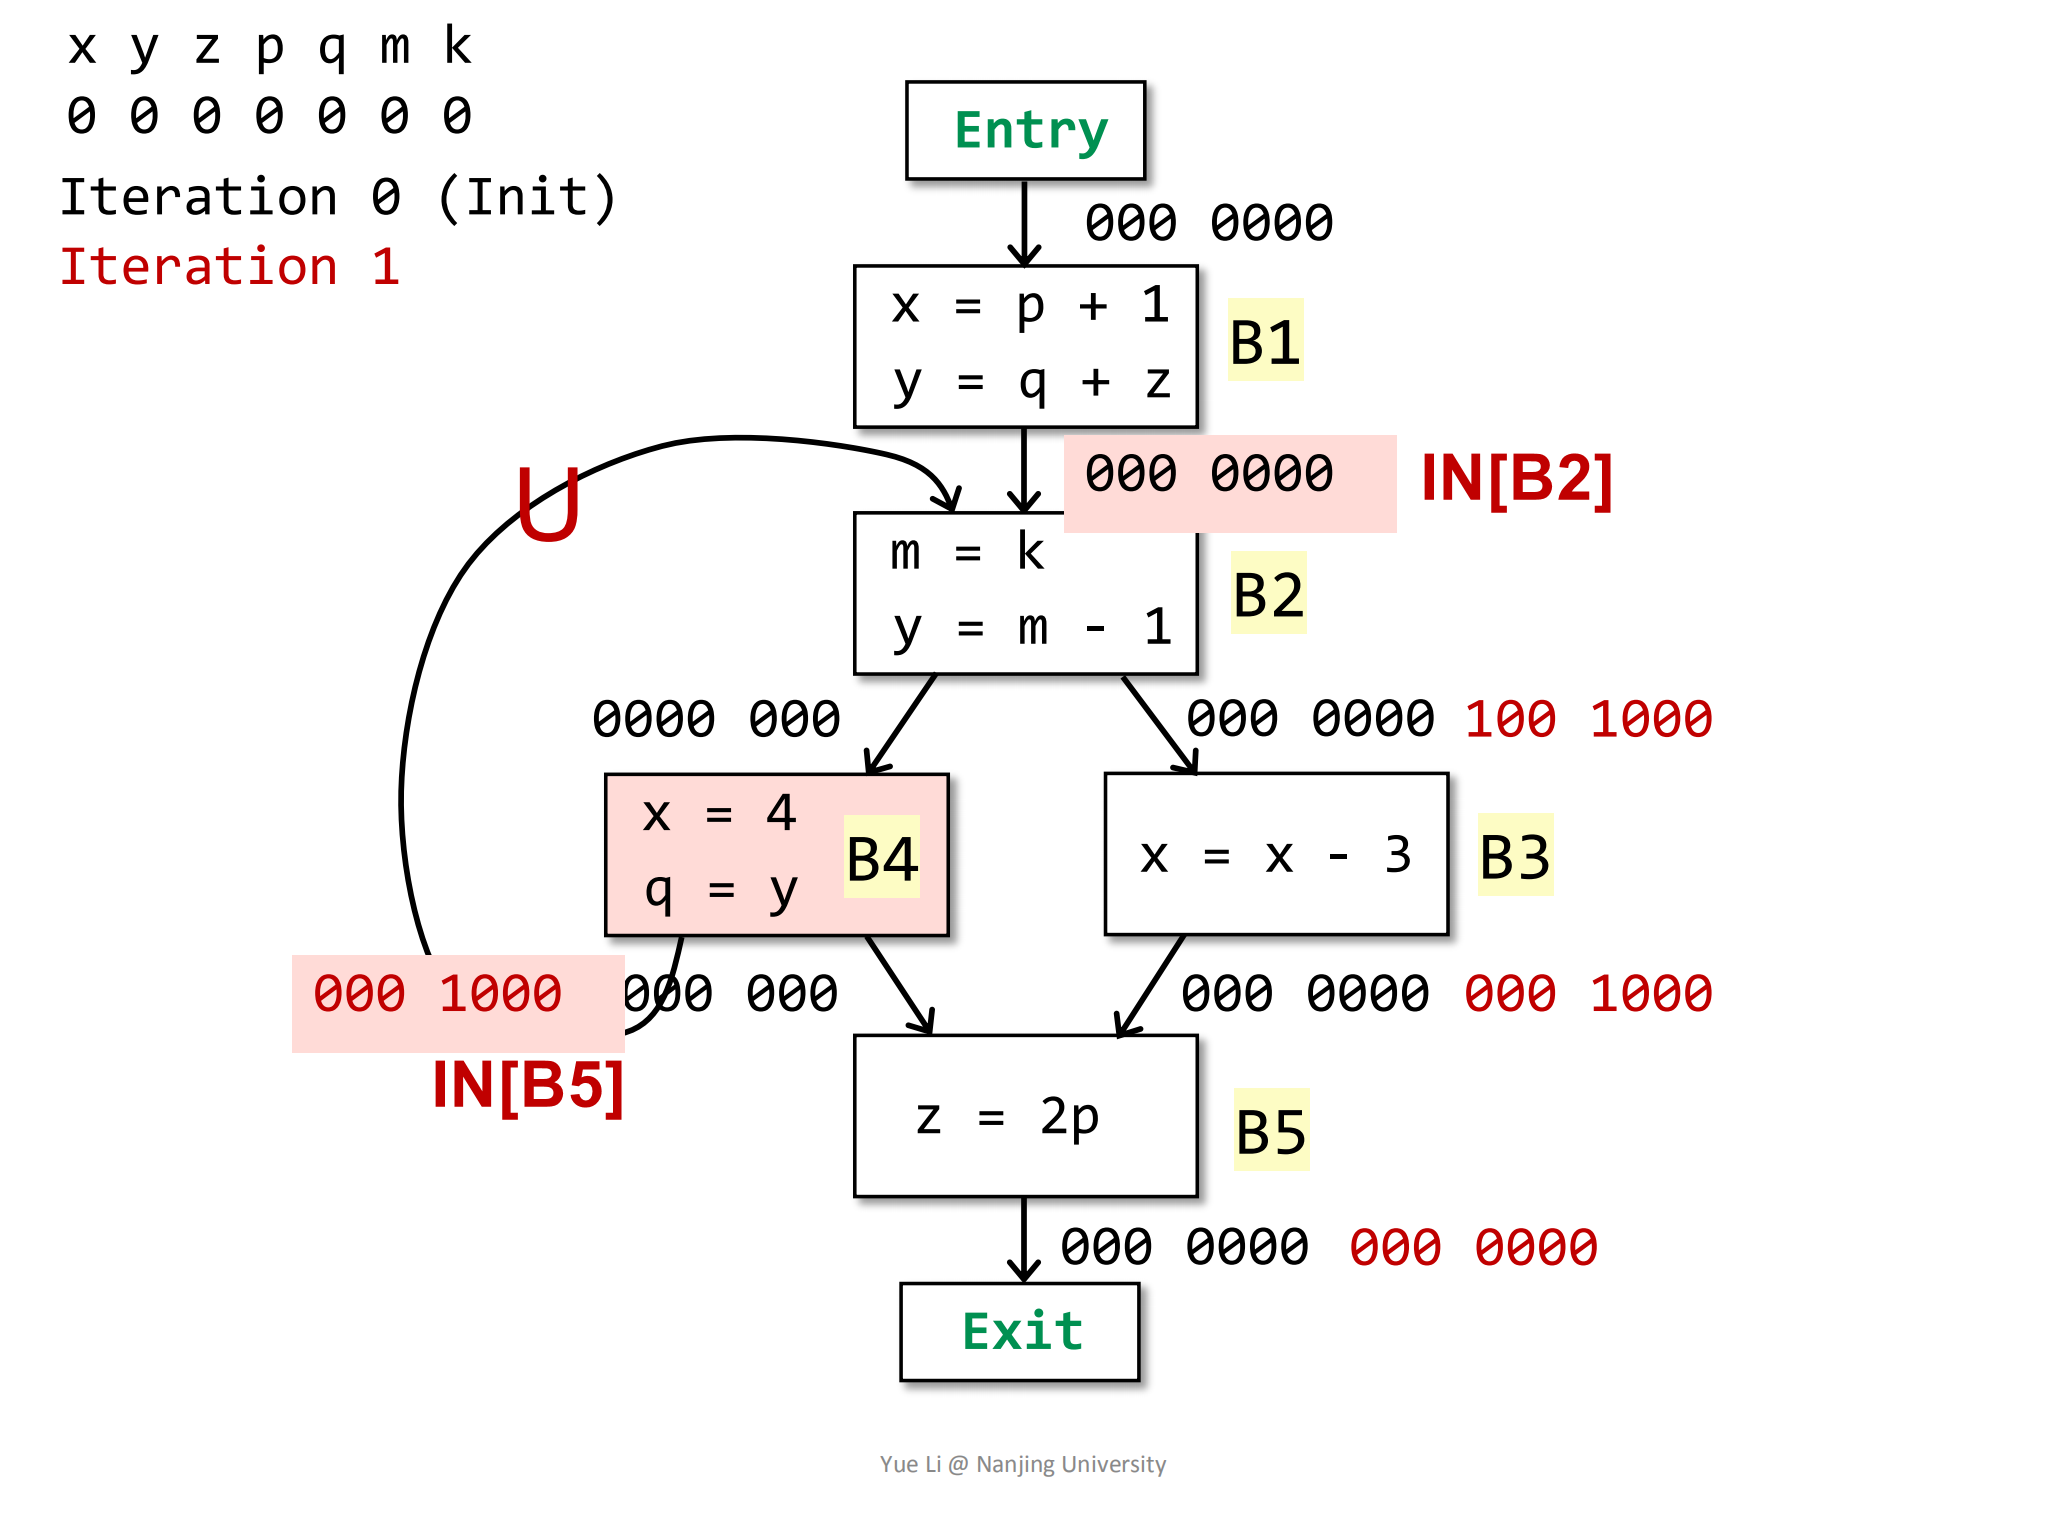 x y z p q m k
0 0 0 0 0 0 0
Iteration 0 (Init)
Iteration 1
Entry
000 0000
x = p + 1
y = q + z
B1
U
000 0000
IN[B2]
m = k
y = m - 1
B2
0000 000
000 0000 100 1000
x = 4
q = y
B4
x = x - 3
B3
000 1000
000 000
000 0000 000 1000
IN[B5]
z = 2p
B5
000 0000 000 0000
Exit
Yue Li @ Nanjing University